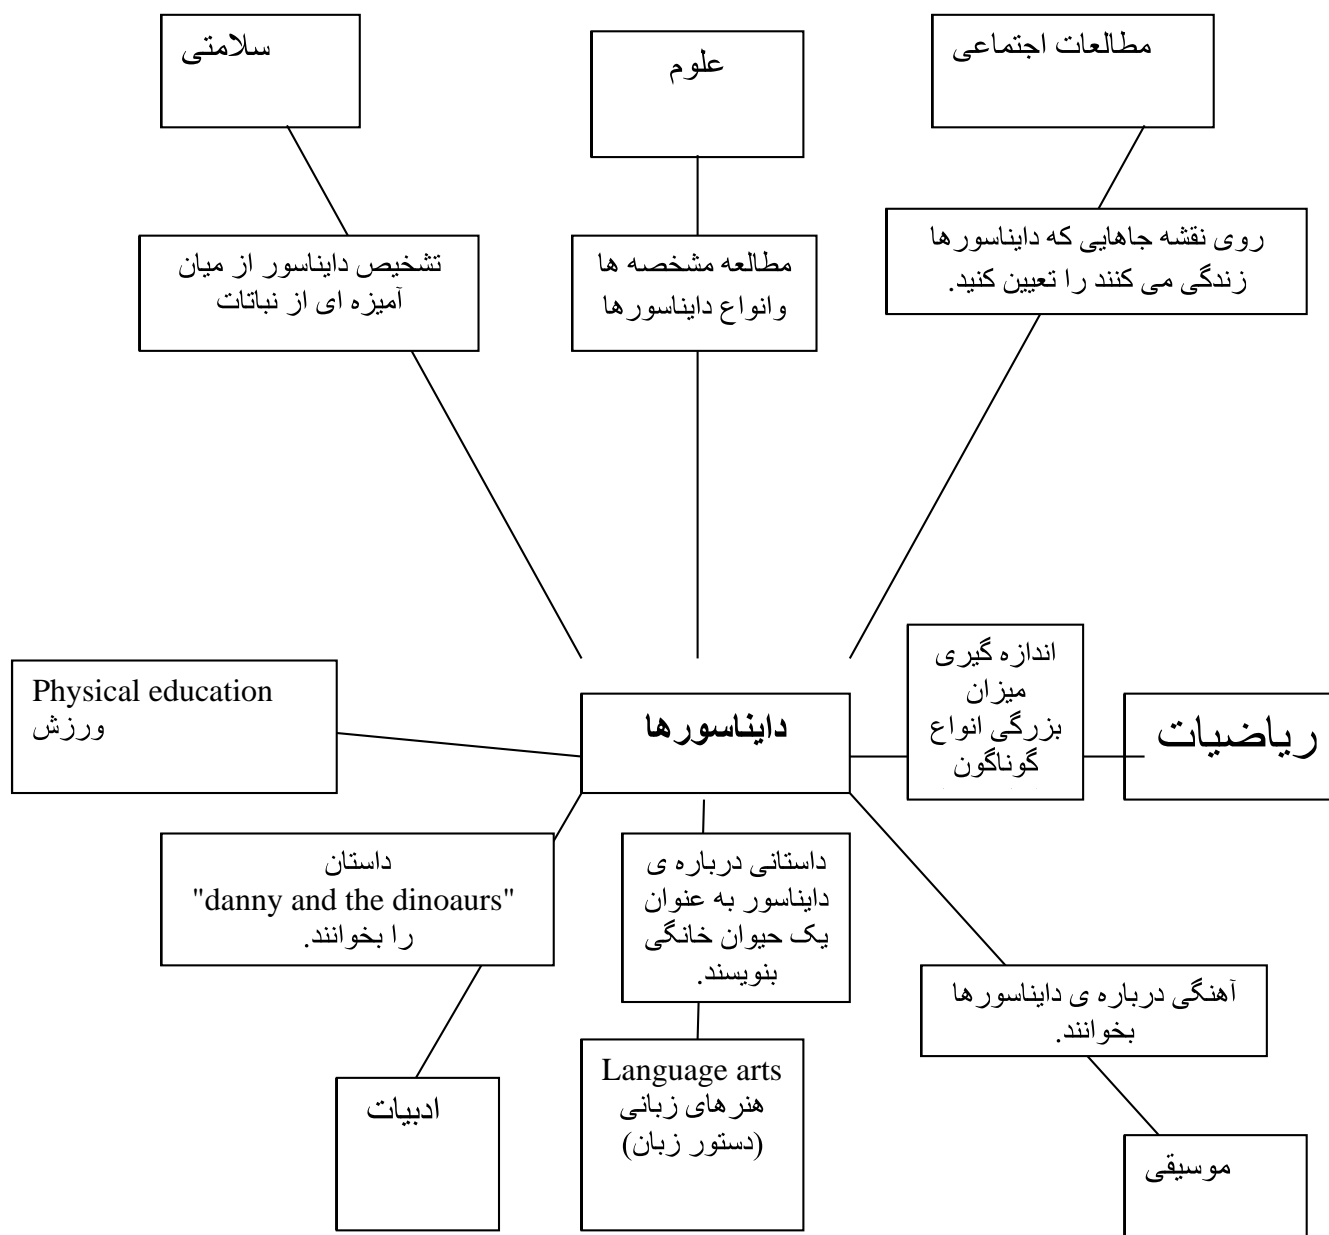 سلامتی
علوم
مطالعات اجتماعی
تشخیص دایناسور از میان
آمیزه ای از نباتات
مطالعه مشخصه ها
وانواع دایناسورها
روی نقشه جاهایی که دایناسورها
زندگی می کنند را تعیین کنید.
Physical education
ورزش
دایناسورها
اندازه گیری
میزان
بزرگی انواع
گوناگون
ریاضیات
داستان
"danny and the dinoaurs"
را بخوانند.
داستانی درباره ی
دایناسور به عنوان
یک حیوان خانگی
بنویسند.
آهنگی درباره ی دایناسورها
بخوانند.
ادبیات
Language arts
هنرهای زبانی
(دستور زبان)
موسیقی